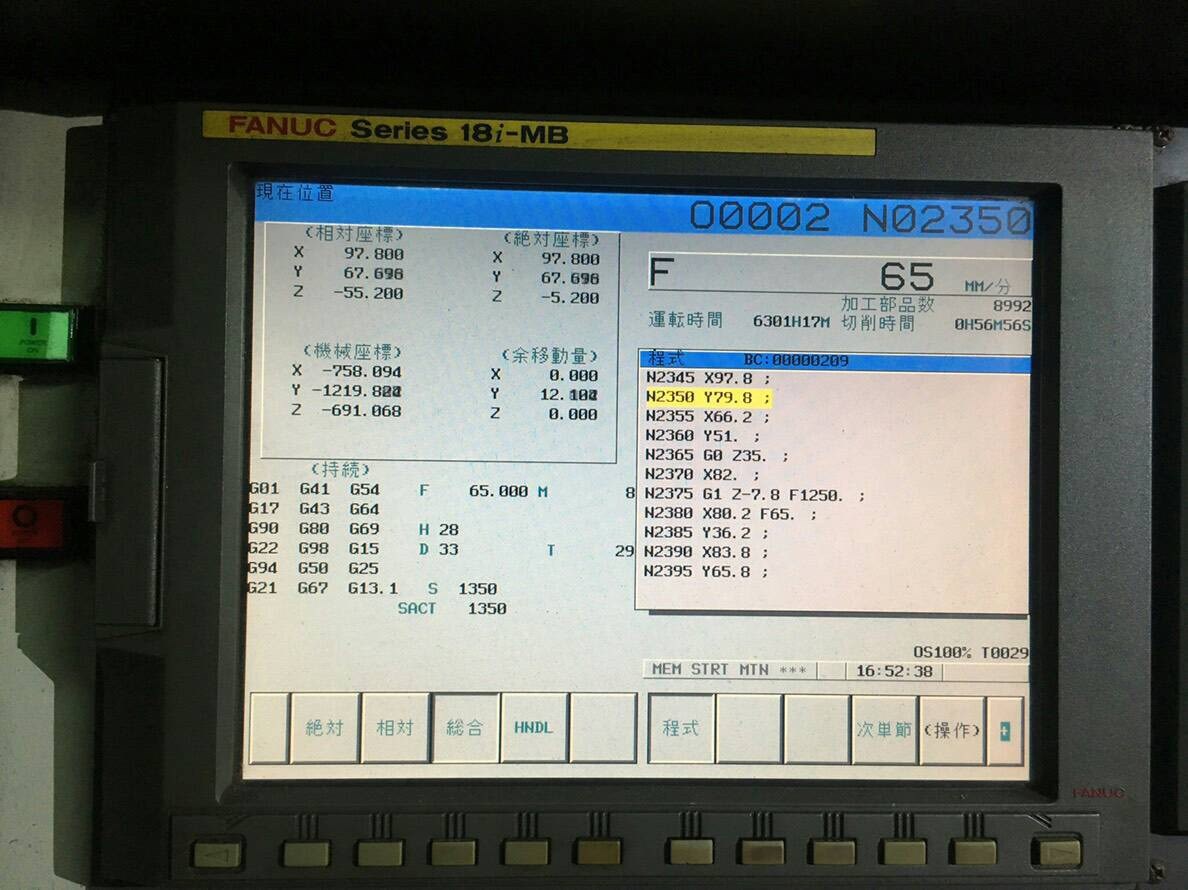 FANUC Series 18i-MB
現在位置
O0002 N02350
(相対座標)
X 97.800
Y 67.696
Z -55.200
(絶対座標)
X 97.800
Y 67.696
Z -5.200
(機械座標)
X -758.094
Y
Z -691.068
(余移動量)
X 0.000
Y
Z 0.000
F 65 MM/分
加工部品数 8992
運転時間 6301H17M 切削時間 0H56M56S
程式 BC:00000209
N2345 X97.8 ;
N2350 Y79.8 ;
N2355 X66.2 ;
N2360 Y51. ;
N2365 G0 Z35. ;
N2370 X82. ;
N2375 G1 Z-7.8 F1250. ;
N2380 X80.2 F65. ;
N2385 Y36.2 ;
N2390 X83.8 ;
N2395 Y65.8 ;
(持続)
G01 G41 G54 F 65.000 M 8
G17 G43 G64
G90 G80 G69 H 28
G22 G98 G15 D 33 T 29
G94 G50 G25
G21 G67 G13.1 S 1350
SACT 1350
OS100% T0029
MEM STRT MTN *** 16:52:38
絶対 相対 総合 HNDL 程式 次単節 (操作) +
FANUC